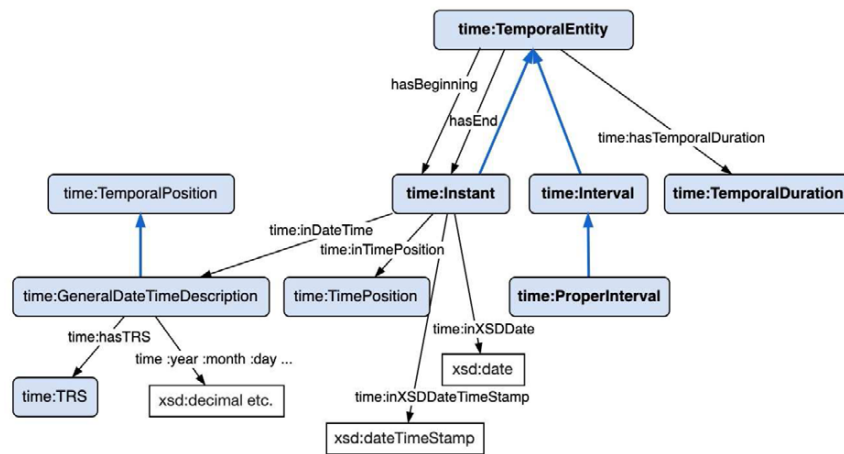 time:TemporalEntity
hasBeginning
hasEnd
time:hasTemporalDuration
time:TemporalPosition
time:Instant
time:Interval
time:TemporalDuration
time:inDateTime
time:inTimePosition
time:GeneralDateTimeDescription
time:TimePosition
time:ProperInterval
time:hasTRS
time:inXSDDate
time :year :month :day ...
xsd:date
time:TRS
xsd:decimal etc.
time:inXSDDateTimeStamp
xsd:dateTimeStamp